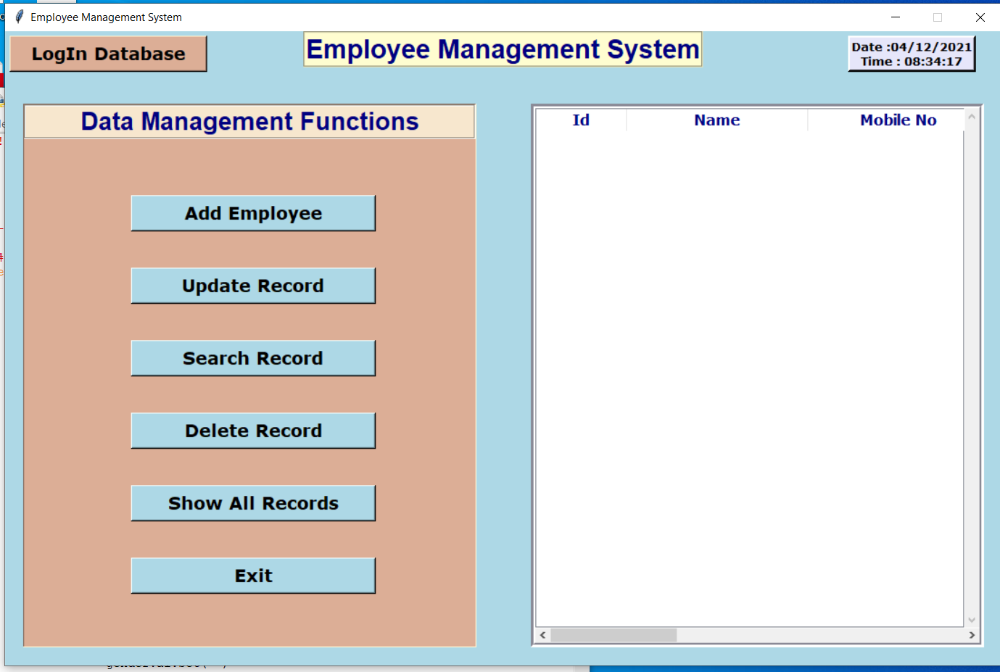 Employee Management System
LogIn Database
Employee Management System
Date :04/12/2021
Time : 08:34:17
Data Management Functions
Id Name Mobile No
Add Employee
Update Record
Search Record
Delete Record
Show All Records
Exit